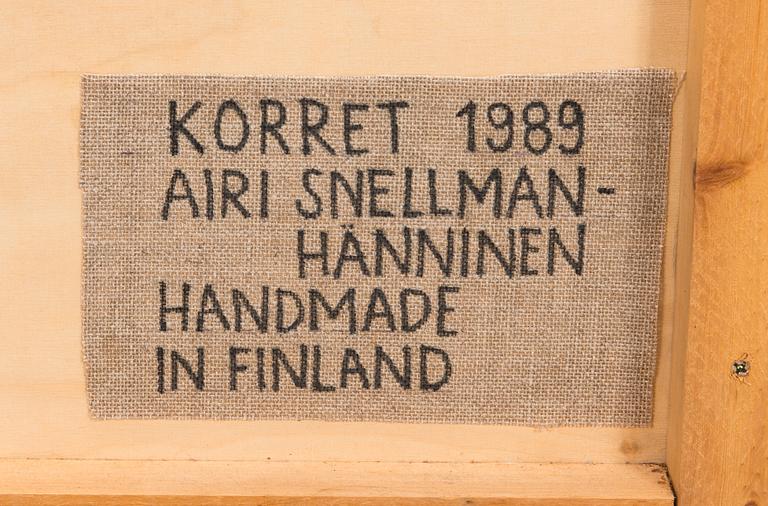 KORRET 1989
AIRI SNELLMAN-
HÄNNINEN
HANDMADE
IN FINLAND